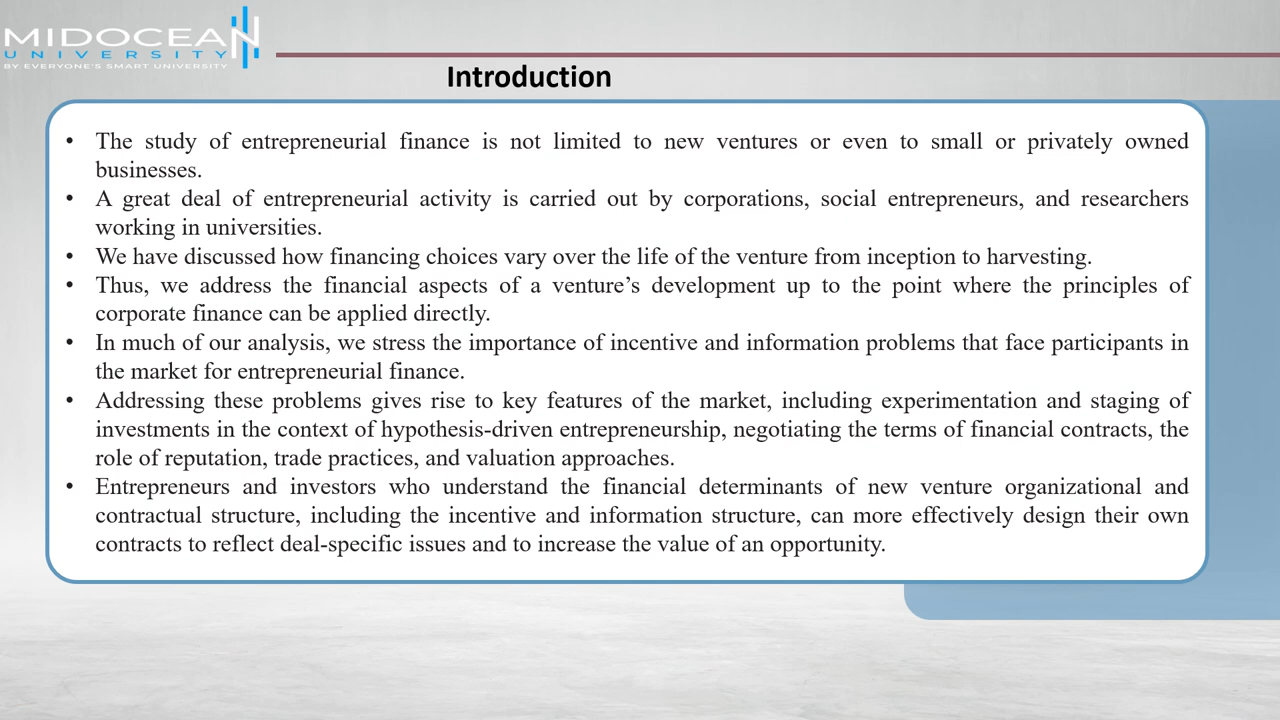 MIDOCEAN
UNIVERSITY
BY EVERYONE'S SMART UNIVERSITY
Introduction
• The study of entrepreneurial finance is not limited to new ventures or even to small or privately owned
businesses.
• A great deal of entrepreneurial activity is carried out by corporations, social entrepreneurs, and researchers
working in universities.
• We have discussed how financing choices vary over the life of the venture from inception to harvesting.
• Thus, we address the financial aspects of a venture’s development up to the point where the principles of
corporate finance can be applied directly.
• In much of our analysis, we stress the importance of incentive and information problems that face participants in
the market for entrepreneurial finance.
• Addressing these problems gives rise to key features of the market, including experimentation and staging of
investments in the context of hypothesis-driven entrepreneurship, negotiating the terms of financial contracts, the
role of reputation, trade practices, and valuation approaches.
• Entrepreneurs and investors who understand the financial determinants of new venture organizational and
contractual structure, including the incentive and information structure, can more effectively design their own
contracts to reflect deal-specific issues and to increase the value of an opportunity.